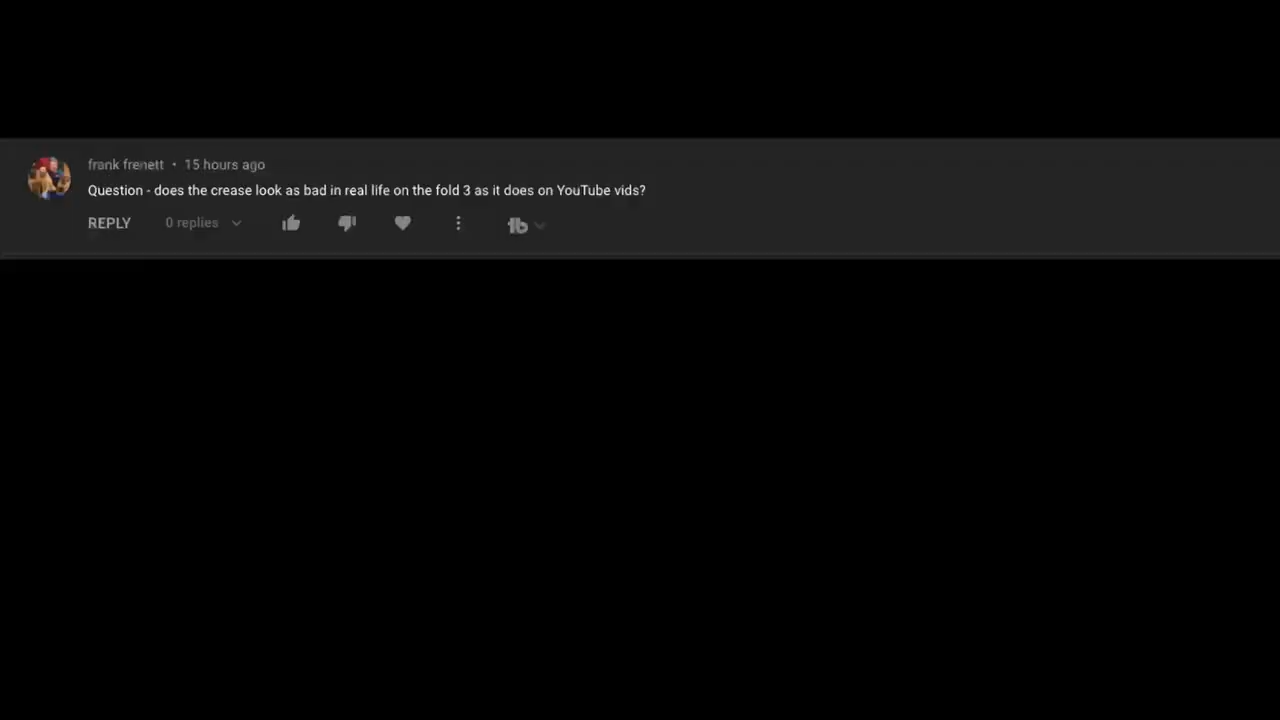 frank frenett • 15 hours ago
Question - does the crease look as bad in real life on the fold 3 as it does on YouTube vids?
REPLY 0 replies